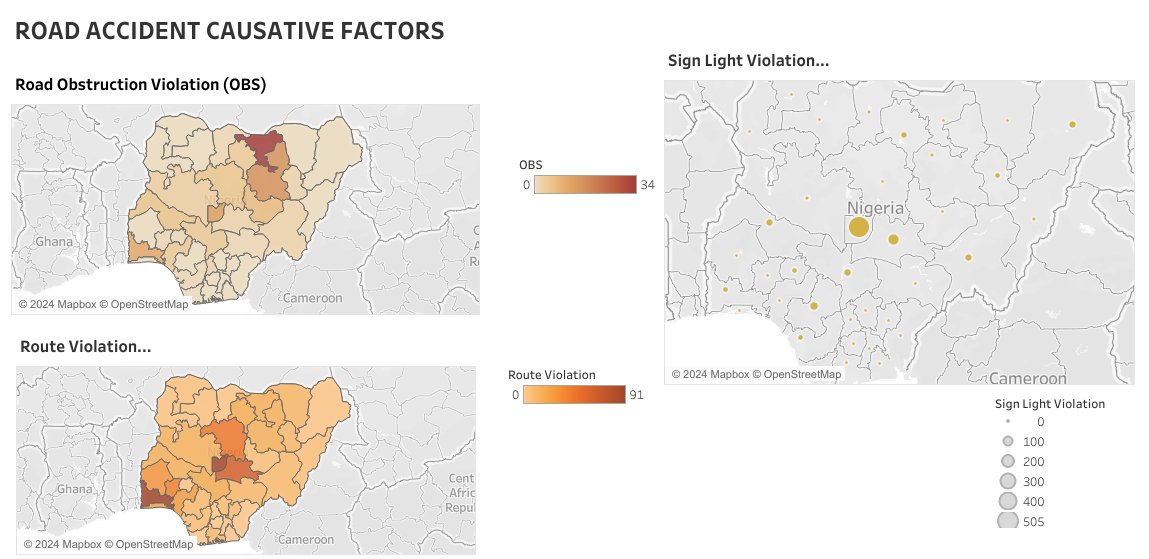 ROAD ACCIDENT CAUSATIVE FACTORS
Road Obstruction Violation (OBS)
Ghana
Cameroon
© 2024 Mapbox © OpenStreetMap
OBS
0 34
Route Violation...
Ghana
Cent
Afric
Repul
Cameroon
© 2024 Mapbox © OpenStreetMap
Route Violation
0 91
Sign Light Violation...
Nigeria
Cameroon
© 2024 Mapbox © OpenStreetMap
Sign Light Violation
0
100
200
300
400
505